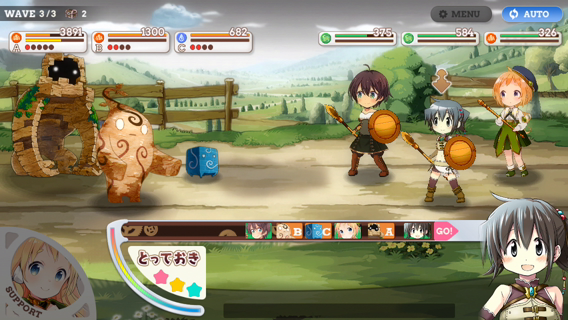 WAVE 3/3 2
MENU
AUTO
3891
A
1300
B
682
C
375
584
326
B
C
A
GO!
とっておき
SUPPORT